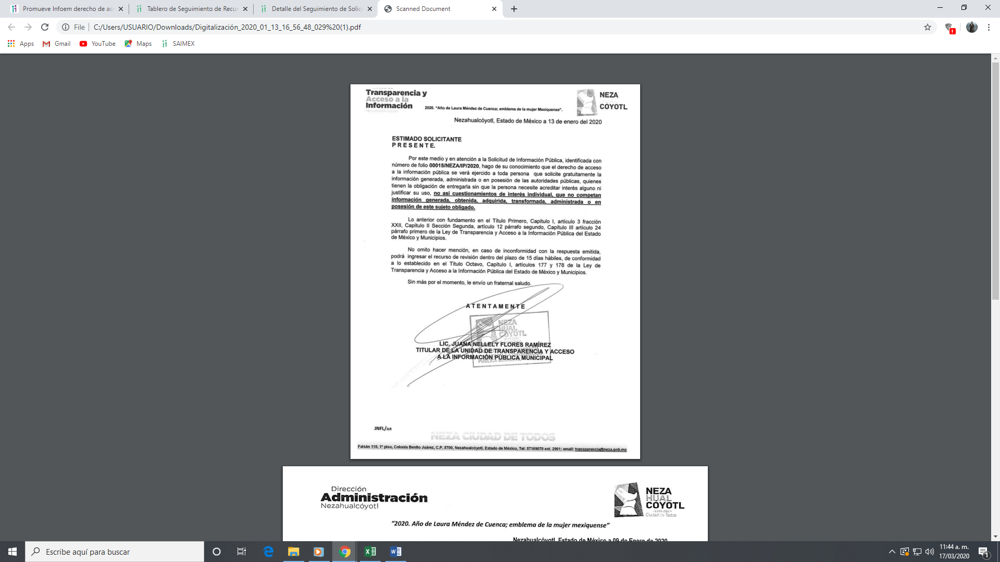 Promueve Infoem derecho de ac
Tablero de Seguimiento de Recur
Detalle del Seguimiento de Solici
Scanned Document
File
C:/Users/USUARIO/Downloads/Digitalización_2020_01_13_16_56_48_029%20(1).pdf
Apps
Gmail
YouTube
Maps
SAIMEX
Transparencia y
Acceso a la
Información
Nezahualcóyotl
2020. "Año de Laura Méndez de Cuenca; emblema de la mujer Mexiquense".
NEZA
COYOTL
Nezahualcóyotl, Estado de México a 13 de enero del 2020
ESTIMADO SOLICITANTE
P R E S E N T E.
Por este medio y en atención a la Solicitud de Información Pública, identificada con
número de folio 00015/NEZA/IP/2020, hago de su conocimiento que el derecho de acceso
a la información pública se verá ejercido a toda persona que solicite gratuitamente la
información generada, administrada o en posesión de las autoridades públicas, quienes
tienen la obligación de entregarla sin que la persona necesite acreditar interés alguno ni
justificar su uso, no así cuestionamientos de interés individual, que no competan
información generada, obtenida, adquirida, transformada, administrada o en
posesión de este sujeto obligado.
Lo anterior con fundamento en el Título Primero, Capítulo I, artículo 3 fracción
XXII, Capítulo II Sección Segunda, artículo 12 párrafo segundo, Capítulo III artículo 24
párrafo primero de la Ley de Transparencia y Acceso a la Información Pública del Estado
de México y Municipios.
No omito hacer mención, en caso de inconformidad con la respuesta emitida,
podrá ingresar el recurso de revisión dentro del plazo de 15 días hábiles, de conformidad
a lo establecido en el Título Octavo, Capítulo I, artículos 177 y 178 de la Ley de
Transparencia y Acceso a la Información Pública del Estado de México y Municipios.
Sin más por el momento, le envío un fraternal saludo.
A T E N T A M E N T E
NEZA
HUAL
COYOTL
LIC. JUANA NELLELY FLORES RAMÍREZ
TITULAR DE LA UNIDAD DE TRANSPARENCIA Y ACCESO
A LA INFORMACIÓN PÚBLICA MUNICIPAL
PÚBLICA MUNICIPAL
JNFL/JLR
NEZA CIUDAD DE TODOS
Faisán 110, 1º piso, Colonia Benito Juárez, C.P. 5700, Nezahualcóyotl, Estado de México, Tel: 57169070 ext. 2901; email: transparencia@neza.gob.mx
Dirección
Administración
Nezahualcóyotl
NEZA
HUAL
COYOTL
·2019-2021·
Ciudad de Todos
"2020. Año de Laura Méndez de Cuenca; emblema de la mujer mexiquense"
Nezahualcóyotl, Estado de México a 09 de Enero de 2020
Escribe aquí para buscar
11:44 a. m.
17/03/2020
1